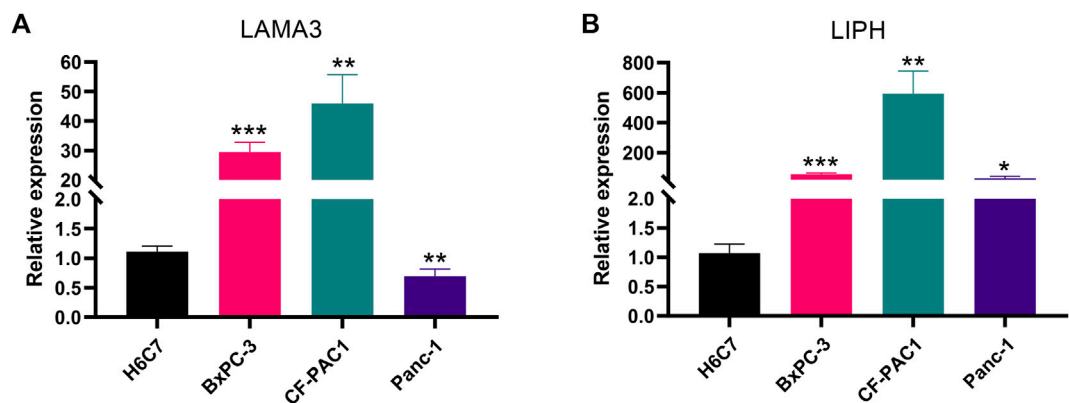 A
LAMA3
Relative expression
60
50
40
30
20
2.0
1.5
1.0
0.5
0.0
***
**
**
H6C7
BxPC-3
CF-PAC1
Panc-1
B
LIPH
Relative expression
800
600
400
200
2.0
1.5
1.0
0.5
0.0
***
**
*
H6C7
BxPC-3
CF-PAC1
Panc-1